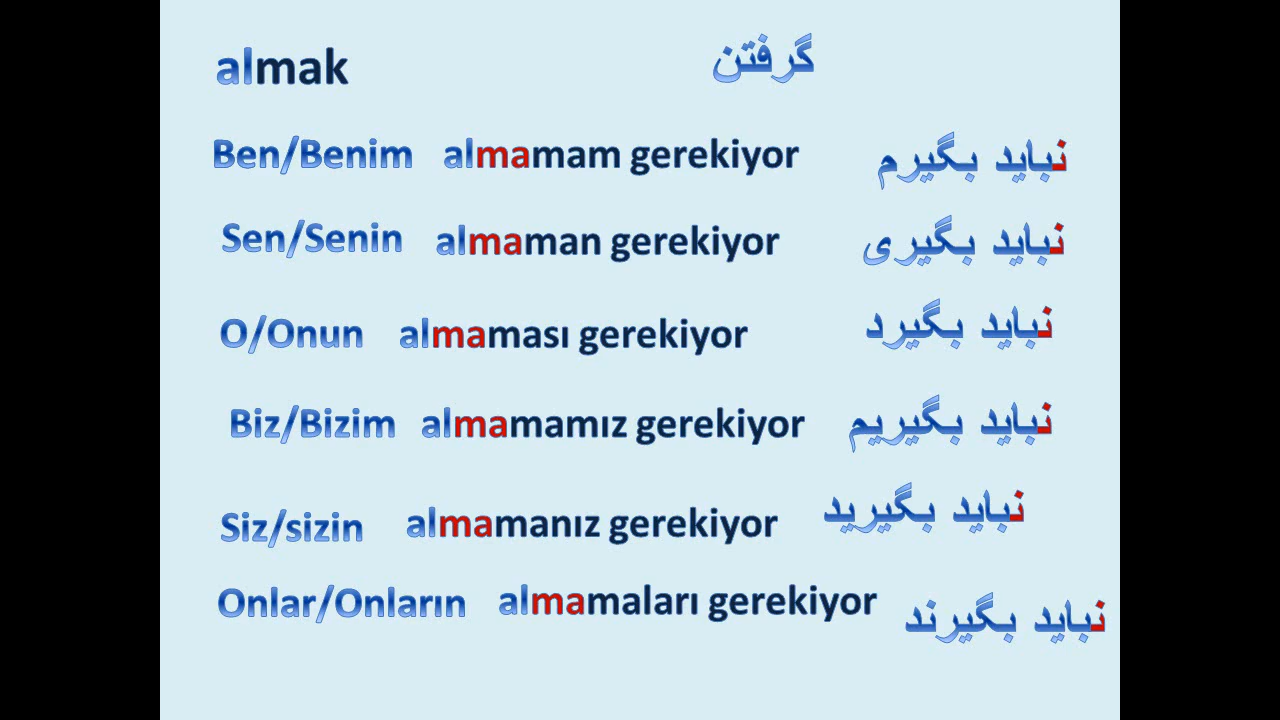 almak گرفتن
Ben/Benim almamam gerekiyor نباید بگیرم
Sen/Senin almaman gerekiyor نباید بگیری
O/Onun almaması gerekiyor نباید بگیرد
Biz/Bizim almamamız gerekiyor نباید بگیریم
Siz/sizin almamanız gerekiyor نباید بگیرید
Onlar/Onların almamaları gerekiyor نباید بگیرند